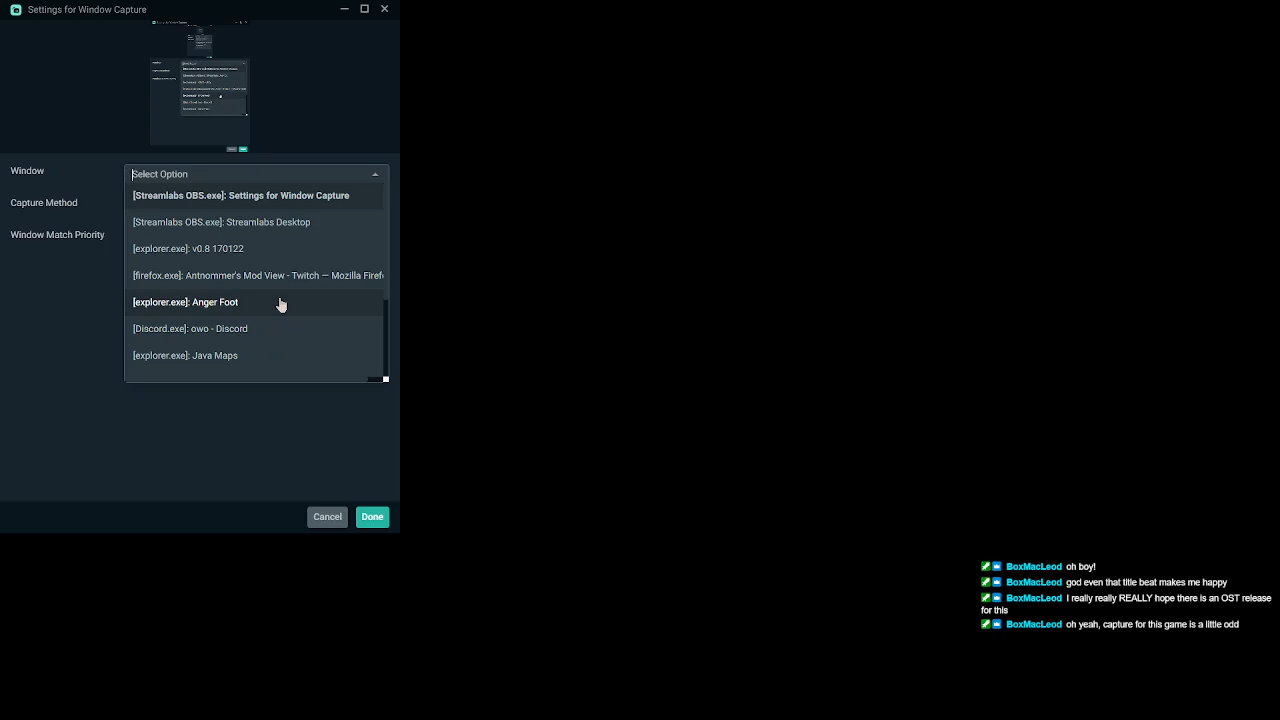 Settings for Window Capture
Window
Select Option
[Streamlabs OBS.exe]: Settings for Window Capture
Capture Method
[Streamlabs OBS.exe]: Streamlabs Desktop
Window Match Priority
[explorer.exe]: v0.8 170122
[firefox.exe]: Antnommer's Mod View - Twitch — Mozilla Firef
[explorer.exe]: Anger Foot
[Discord.exe]: owo - Discord
[explorer.exe]: Java Maps
Cancel
Done
BoxMacLeod oh boy!
BoxMacLeod god even that title beat makes me happy
BoxMacLeod I really really REALLY hope there is an OST release
for this
BoxMacLeod oh yeah, capture for this game is a little odd